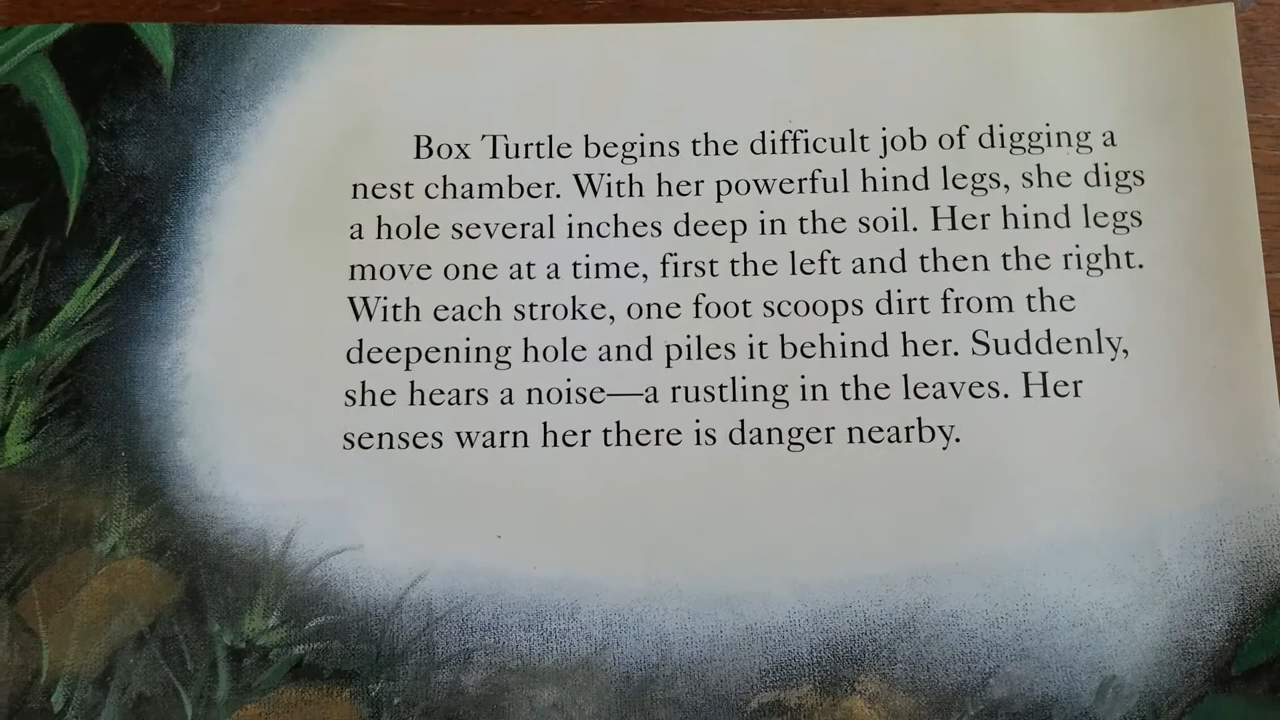 Box Turtle begins the difficult job of digging a
nest chamber. With her powerful hind legs, she digs
a hole several inches deep in the soil. Her hind legs
move one at a time, first the left and then the right.
With each stroke, one foot scoops dirt from the
deepening hole and piles it behind her. Suddenly,
she hears a noise—a rustling in the leaves. Her
senses warn her there is danger nearby.